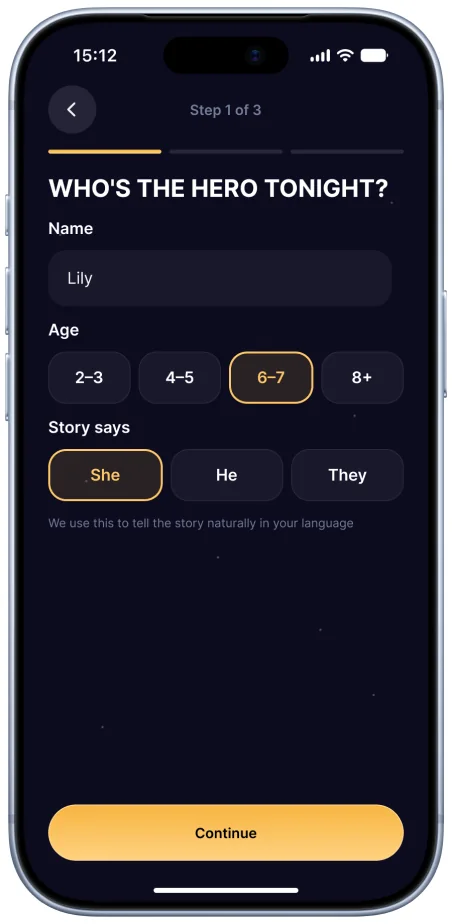 15:12
Step 1 of 3
WHO'S THE HERO TONIGHT?
Name
Lily
Age
2–3 4–5 6–7 8+
Story says
She He They
We use this to tell the story naturally in your language
Continue